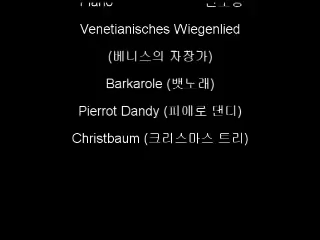 Venetianisches Wiegenlied
(베니스의 자장가)
Barkarole (뱃노래)
Pierrot Dandy (피에로 댄디)
Christbaum (크리스마스 트리)